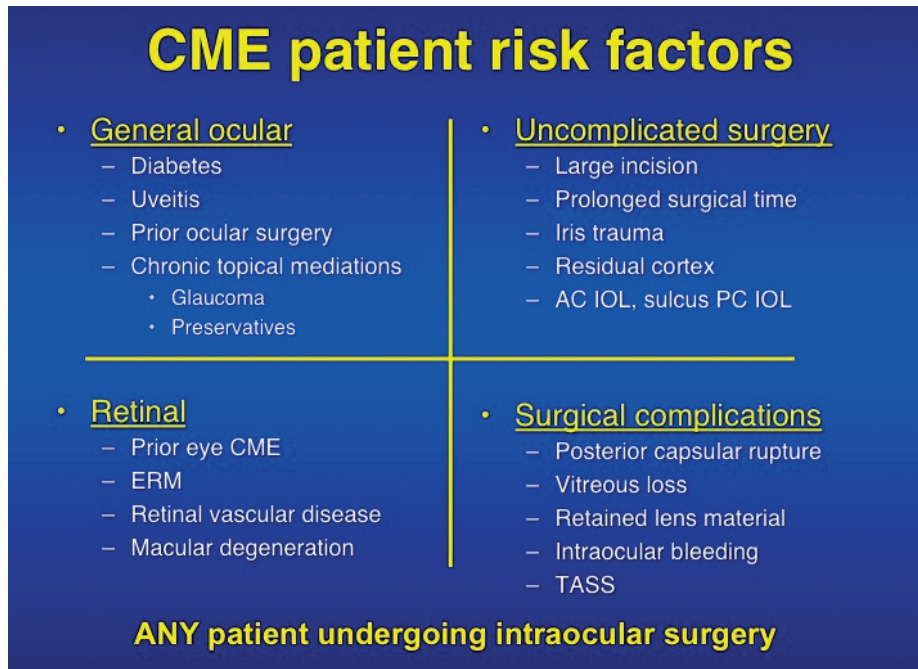 CME patient risk factors
• General ocular
– Diabetes
– Uveitis
– Prior ocular surgery
– Chronic topical mediations
• Glaucoma
• Preservatives
• Uncomplicated surgery
– Large incision
– Prolonged surgical time
– Iris trauma
– Residual cortex
– AC IOL, sulcus PC IOL
• Retinal
– Prior eye CME
– ERM
– Retinal vascular disease
– Macular degeneration
• Surgical complications
– Posterior capsular rupture
– Vitreous loss
– Retained lens material
– Intraocular bleeding
– TASS
ANY patient undergoing intraocular surgery